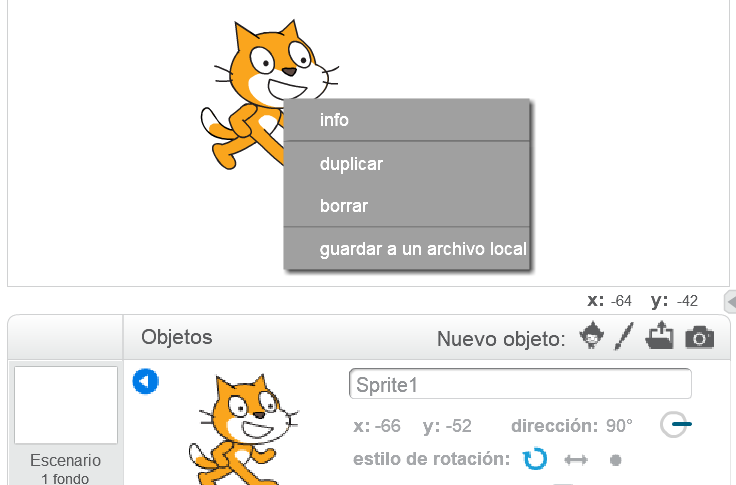 info
duplicar
borrar
guardar a un archivo local
x: -64 y: -42
Objetos Nuevo objeto:
Sprite1
x: -66 y: -52 dirección: 90°
estilo de rotación:
Escenario
1 fondo